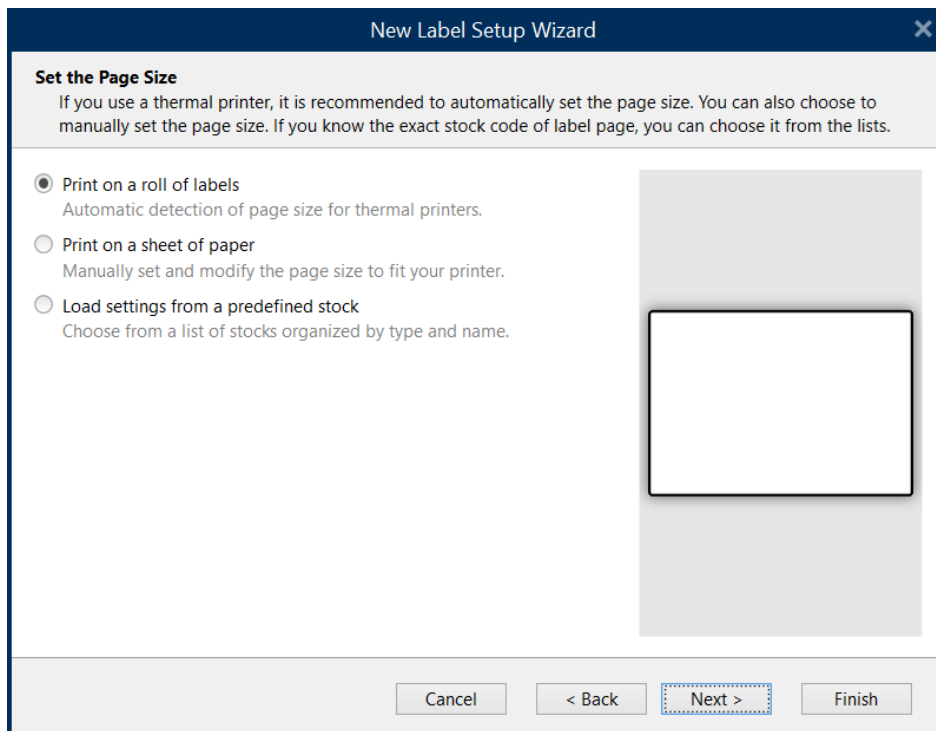 New Label Setup Wizard
Set the Page Size
If you use a thermal printer, it is recommended to automatically set the page size. You can also choose to
manually set the page size. If you know the exact stock code of label page, you can choose it from the lists.
Print on a roll of labels
Automatic detection of page size for thermal printers.
Print on a sheet of paper
Manually set and modify the page size to fit your printer.
Load settings from a predefined stock
Choose from a list of stocks organized by type and name.
Cancel
< Back
Next >
Finish